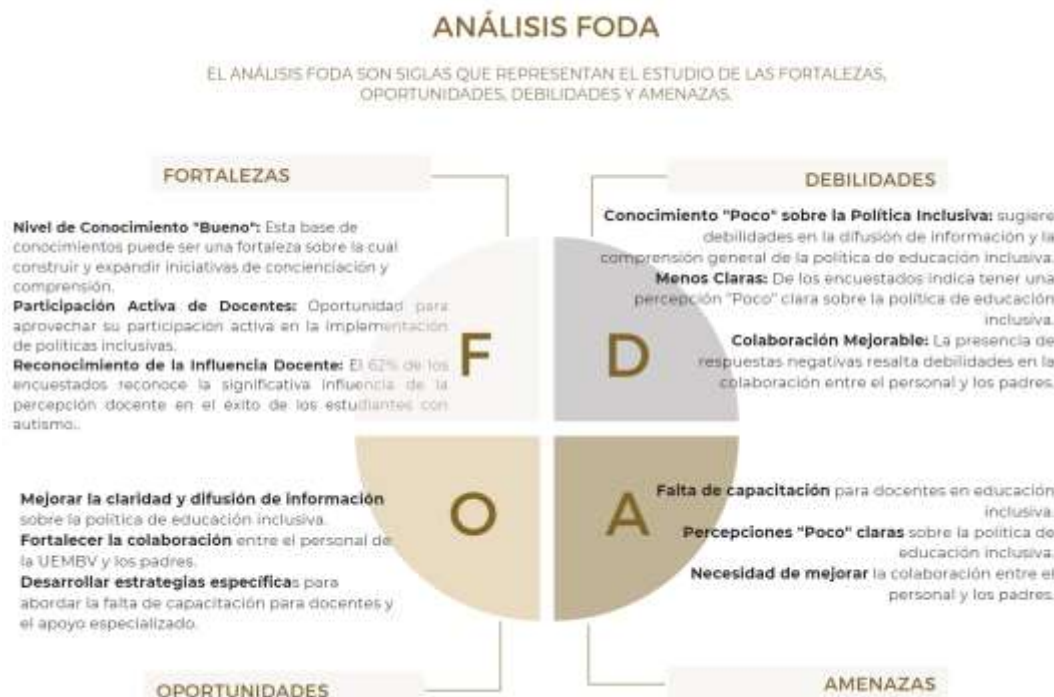 ANÁLISIS FODA
EL ANÁLISIS FODA SON SIGLAS QUE REPRESENTAN EL ESTUDIO DE LAS FORTALEZAS,
OPORTUNIDADES, DEBILIDADES Y AMENAZAS.
FORTALEZAS
Nivel de Conocimiento "Bueno": Esta base de
conocimientos puede ser una fortaleza sobre la cual
construir y expandir iniciativas de concienciación y
comprensión.
Participación Activa de Docentes: Oportunidad para
aprovechar su participación activa en la implementación
de políticas inclusivas.
Reconocimiento de la Influencia Docente: El 62% de los
encuestados reconoce la significativa influencia de la
percepción docente en el éxito de los estudiantes con
autismo..
DEBILIDADES
Conocimiento "Poco" sobre la Política Inclusiva: sugiere
debilidades en la difusión de información y la
comprensión general de la política de educación inclusiva.
Menos Claras: De los encuestados indica tener una
percepción "Poco" clara sobre la política de educación
inclusiva.
Colaboración Mejorable: La presencia de
respuestas negativas resalta debilidades en la
colaboración entre el personal y los padres.
F
D
O
A
Mejorar la claridad y difusión de información
sobre la política de educación inclusiva.
Fortalecer la colaboración entre el personal de
la UEMBV y los padres.
Desarrollar estrategias específicas para
abordar la falta de capacitación para docentes y
el apoyo especializado.
OPORTUNIDADES
Falta de capacitación para docentes en educación
inclusiva.
Percepciones "Poco" claras sobre la política de
educación inclusiva.
Necesidad de mejorar la colaboración entre el
personal y los padres.
AMENAZAS